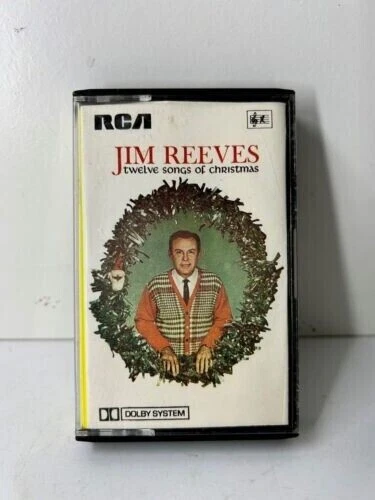 RCA
JIM REEVES
twelve songs of christmas
DOLBY SYSTEM